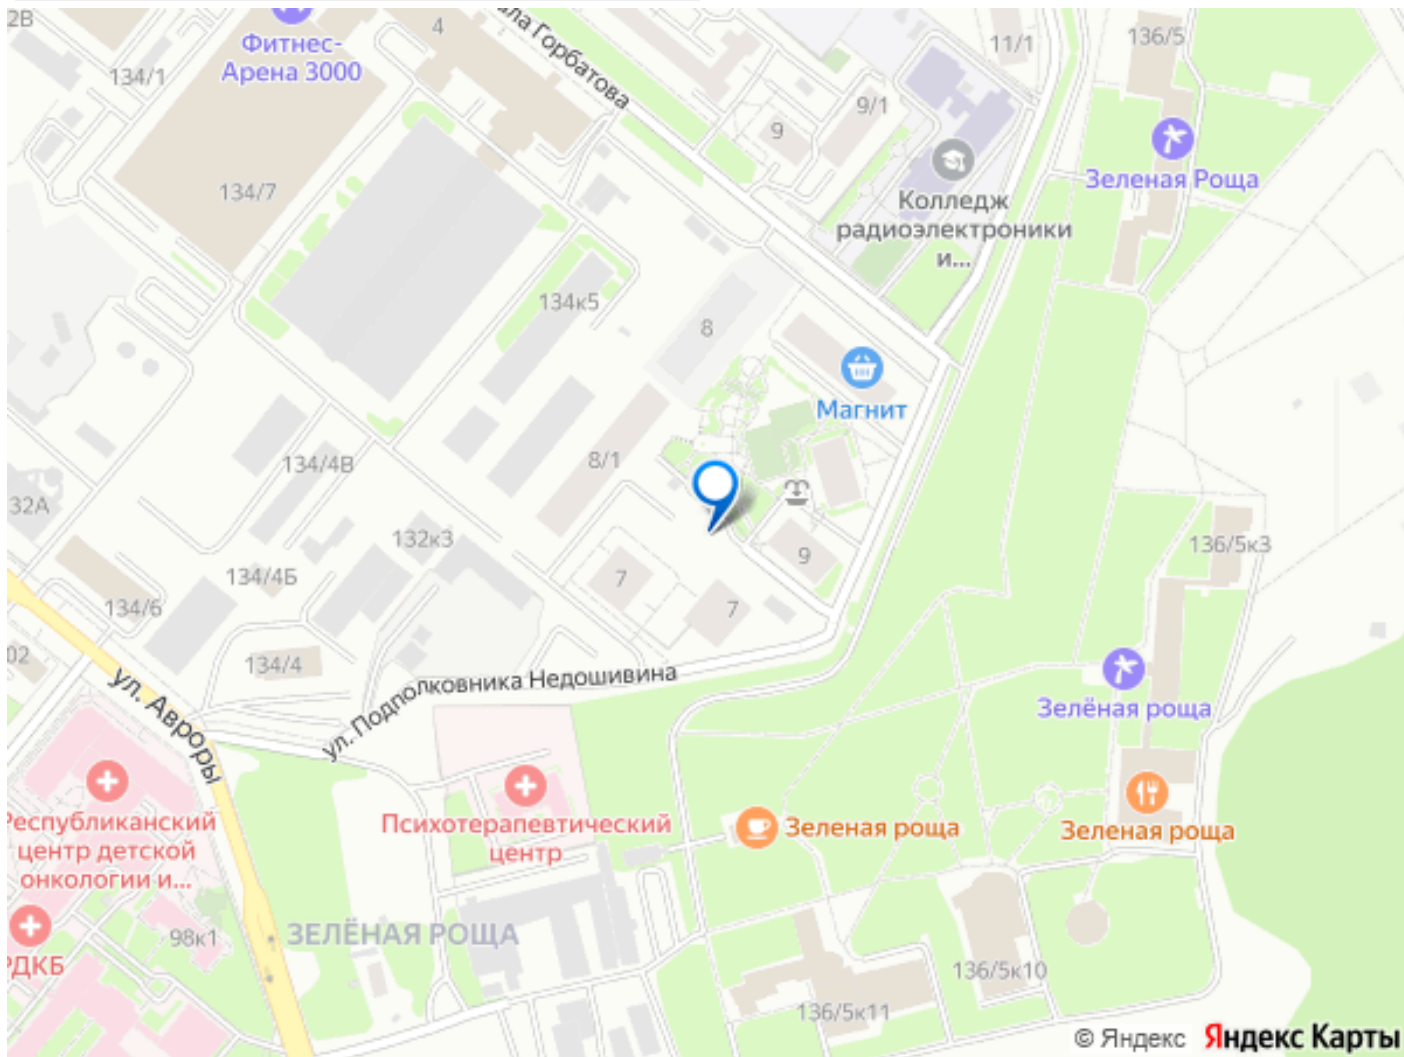 2В
4
Фитнес-
Арена 3000
134/1
ла Горбатова
11/1
136/5
9/1
9
134/7
Зеленая Роща
Колледж
радиоэлектроники
и...
134к5
8
Магнит
8/1
134/4В
32А
132к3
136/5к3
9
7
134/4Б
134/6
7
02
134/4
ул. Подполковника Недошивина
ул. Авроры
Зелёная роща
Республиканский
центр детской
онкологии и...
Психотерапевтический
центр
Зеленая роща
Зеленая роща
98к1
ЗЕЛЁНАЯ РОЩА
РДКБ
136/5к10
136/5к11
© Яндекс Яндекс Карты